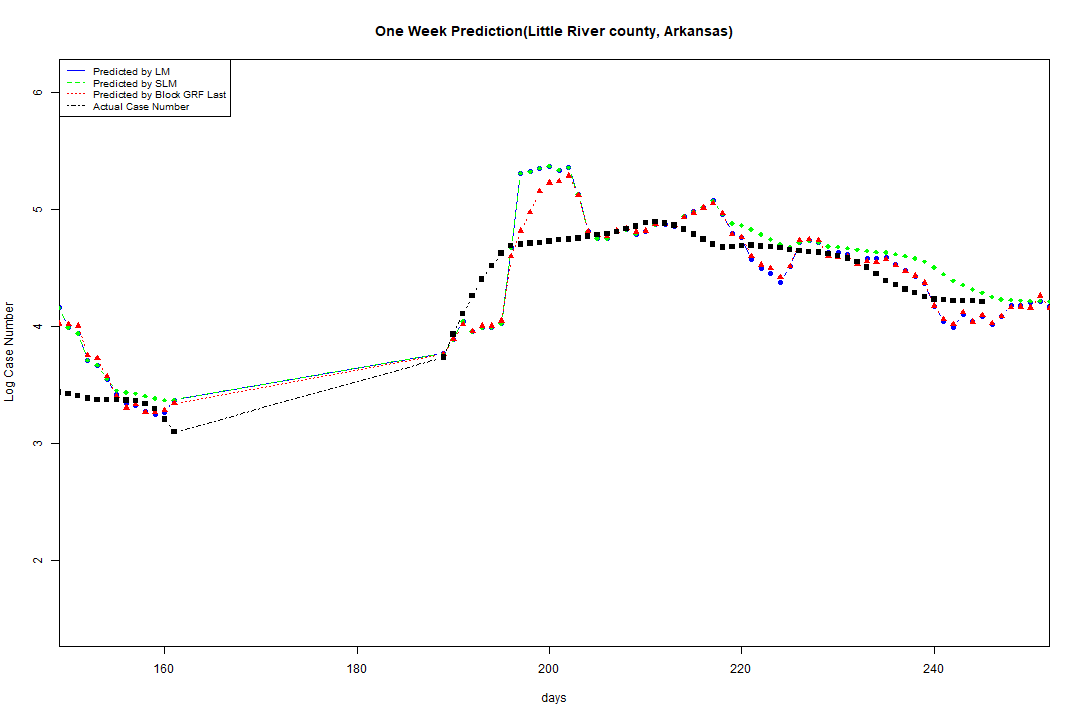 One Week Prediction(Little River county, Arkansas)
Predicted by LM
Predicted by SLM
Predicted by Block GRF Last
Actual Case Number
6
5
4
3
2
Log Case Number
160
180
200
220
240
days